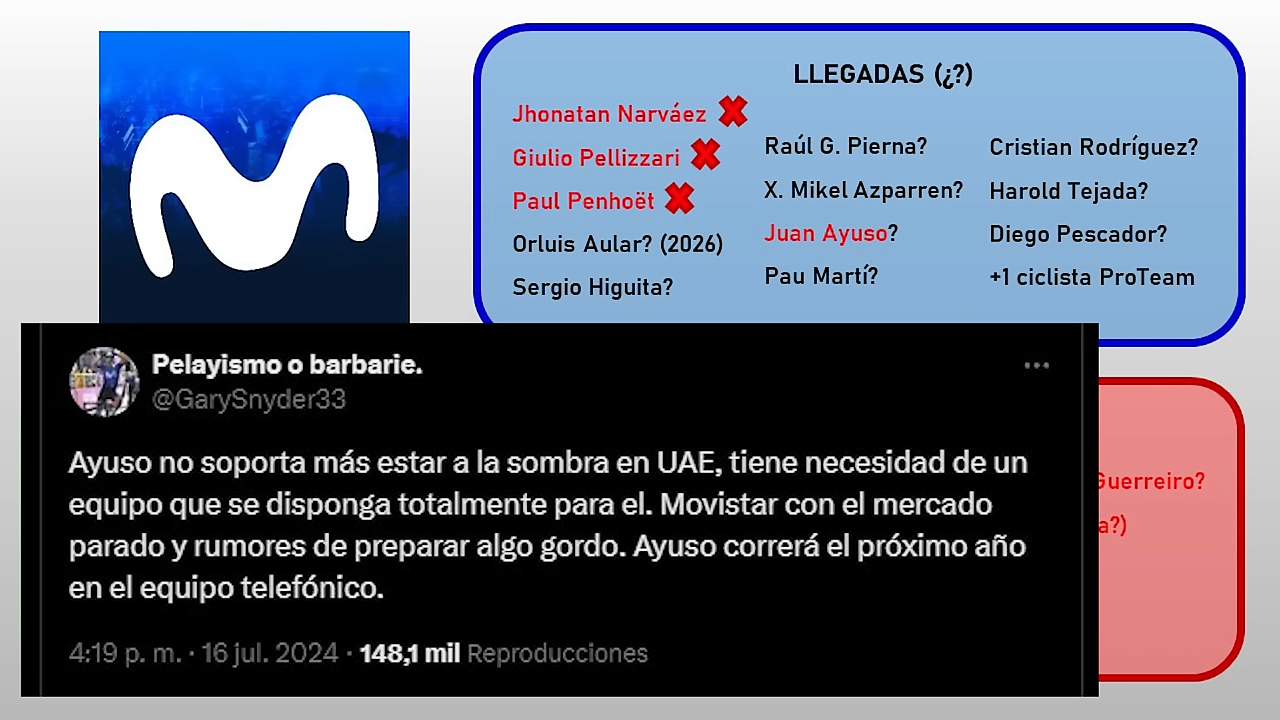 LLEGADAS (¿?)
Jhonatan Narváez
Giulio Pellizzari
Paul Penhoët
Orluis Aular? (2026)
Sergio Higuita?
Raúl G. Pierna?
X. Mikel Azparren?
Juan Ayuso?
Pau Martí?
Cristian Rodríguez?
Harold Tejada?
Diego Pescador?
+1 ciclista ProTeam
Guerreiro?
a?)
Pelayismo o barbarie.
@GarySnyder33
Ayuso no soporta más estar a la sombra en UAE, tiene necesidad de un
equipo que se disponga totalmente para el. Movistar con el mercado
parado y rumores de preparar algo gordo. Ayuso correrá el próximo año
en el equipo telefónico.
4:19 p. m. · 16 jul. 2024 · 148,1 mil Reproducciones